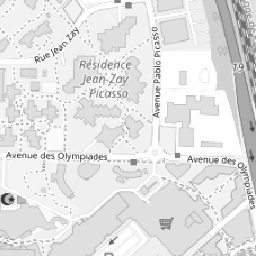 Rue Jean Zay
Résidence
Jean-Zay
Picasso
Avenue Pablo Picasso
19
Avenue des Olympiades
Avenue des
Olympiades